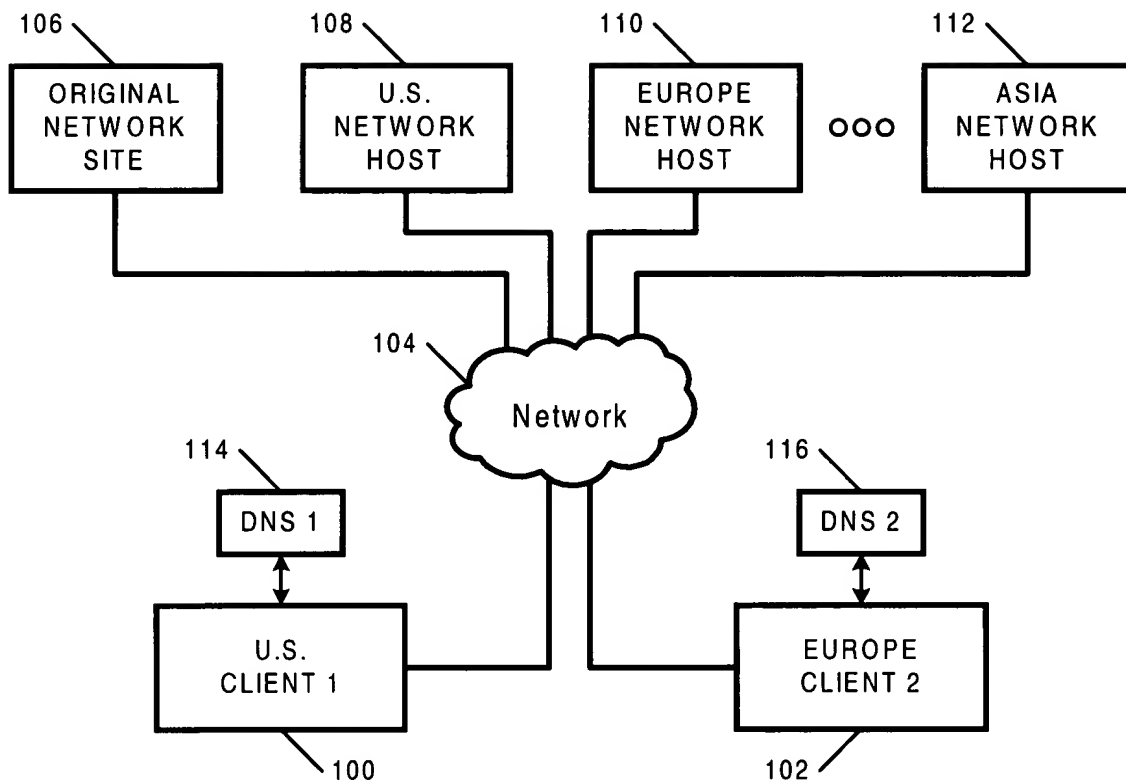 106
108
110
112
ORIGINAL
NETWORK
SITE
U.S.
NETWORK
HOST
EUROPE
NETWORK
HOST
ASIA
NETWORK
HOST
104
Network
114
DNS 1
116
DNS 2
U.S.
CLIENT 1
EUROPE
CLIENT 2
100
102